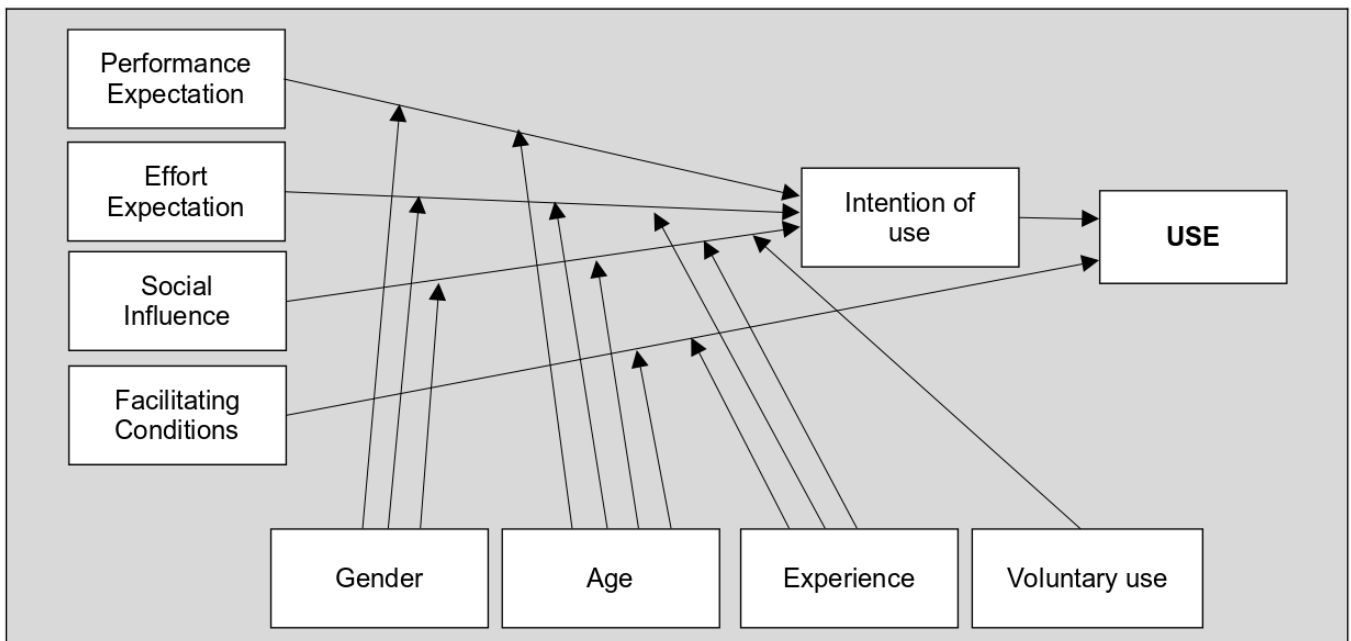 Performance
Expectation
Effort
Expectation
Social
Influence
Facilitating
Conditions
Intention of
use
USE
Gender
Age
Experience
Voluntary use